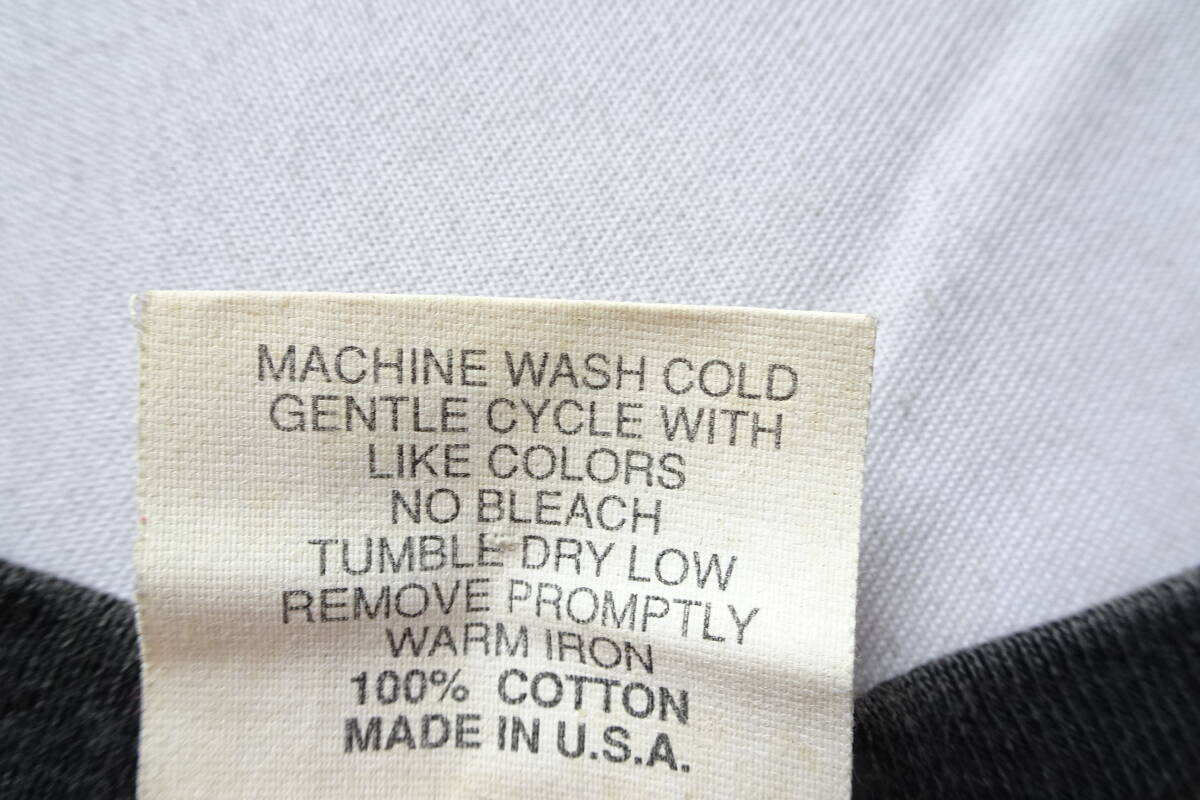 MACHINE WASH COLD
GENTLE CYCLE WITH
LIKE COLORS
NO BLEACH
TUMBLE DRY LOW
REMOVE PROMPTLY
WARM IRON
100% COTTON
MADE IN U.S.A.